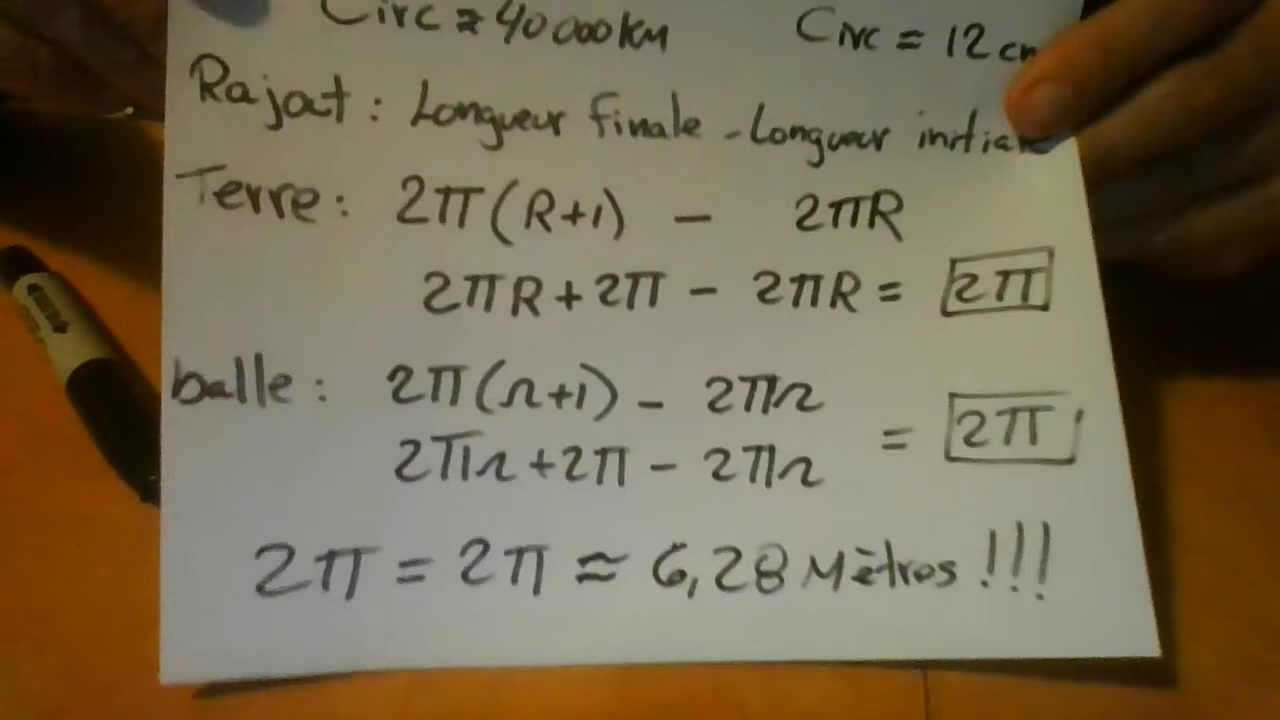 Circ ≈ 40 000 km Circ = 12 cm
Rajat : Longueur finale - Longueur initiale
Terre : 2π(R+1) - 2πR
2πR + 2π - 2πR = 2π
balle : 2π(r+1) - 2πr
2πr + 2π - 2πr = 2π
2π = 2π ≈ 6,28 Mètres !!!